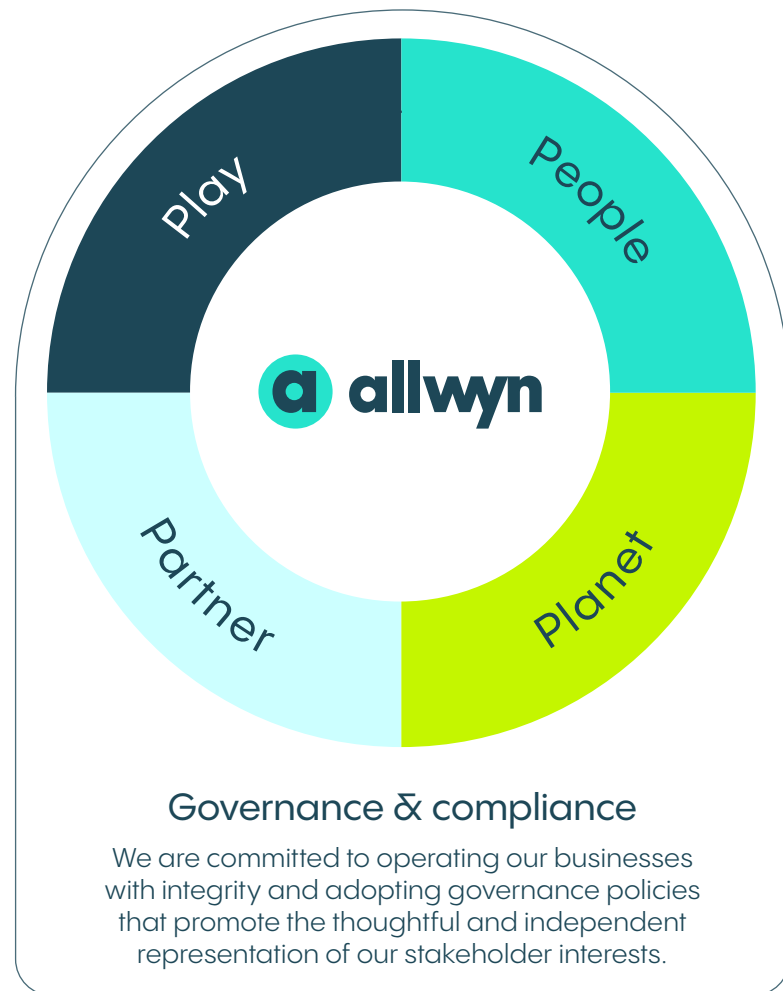 Play
People
a allwyn
Partner
Planet
Governance & compliance
We are committed to operating our businesses
with integrity and adopting governance policies
that promote the thoughtful and independent
representation of our stakeholder interests.